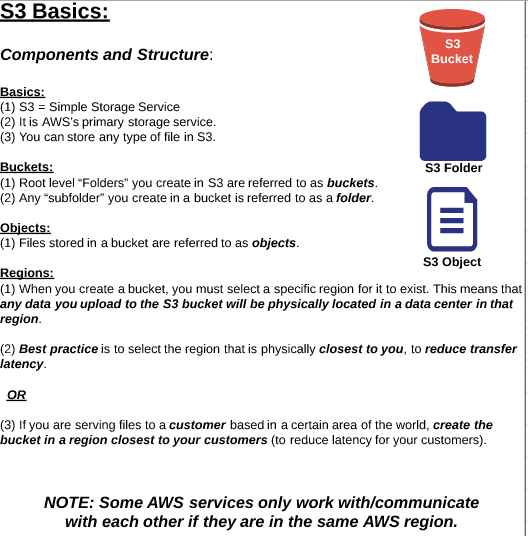 S3 Basics:
S3
Bucket
Components and Structure:
Basics:
(1) S3 = Simple Storage Service
(2) It is AWS's primary storage service.
(3) You can store any type of file in S3.
S3 Folder
Buckets:
(1) Root level “Folders” you create in S3 are referred to as buckets.
(2) Any “subfolder” you create in a bucket is referred to as a folder.
Objects:
(1) Files stored in a bucket are referred to as objects.
S3 Object
Regions:
(1) When you create a bucket, you must select a specific region for it to exist. This means that
any data you upload to the S3 bucket will be physically located in a data center in that
region.
(2) Best practice is to select the region that is physically closest to you, to reduce transfer
latency.
OR
(3) If you are serving files to a customer based in a certain area of the world, create the
bucket in a region closest to your customers (to reduce latency for your customers).
NOTE: Some AWS services only work with/communicate
with each other if they are in the same AWS region.